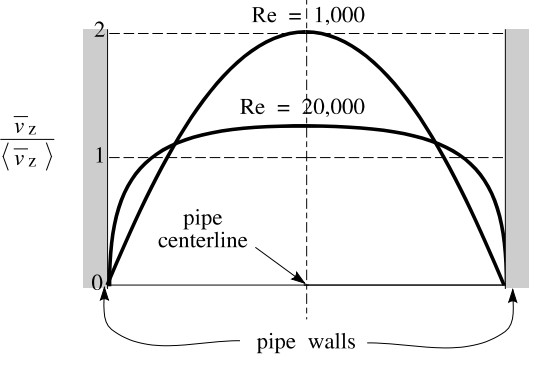 Re = 1,000
2
Re = 20,000
v̅ z
⟨ v̅ z ⟩
1
pipe
centerline
0
pipe walls